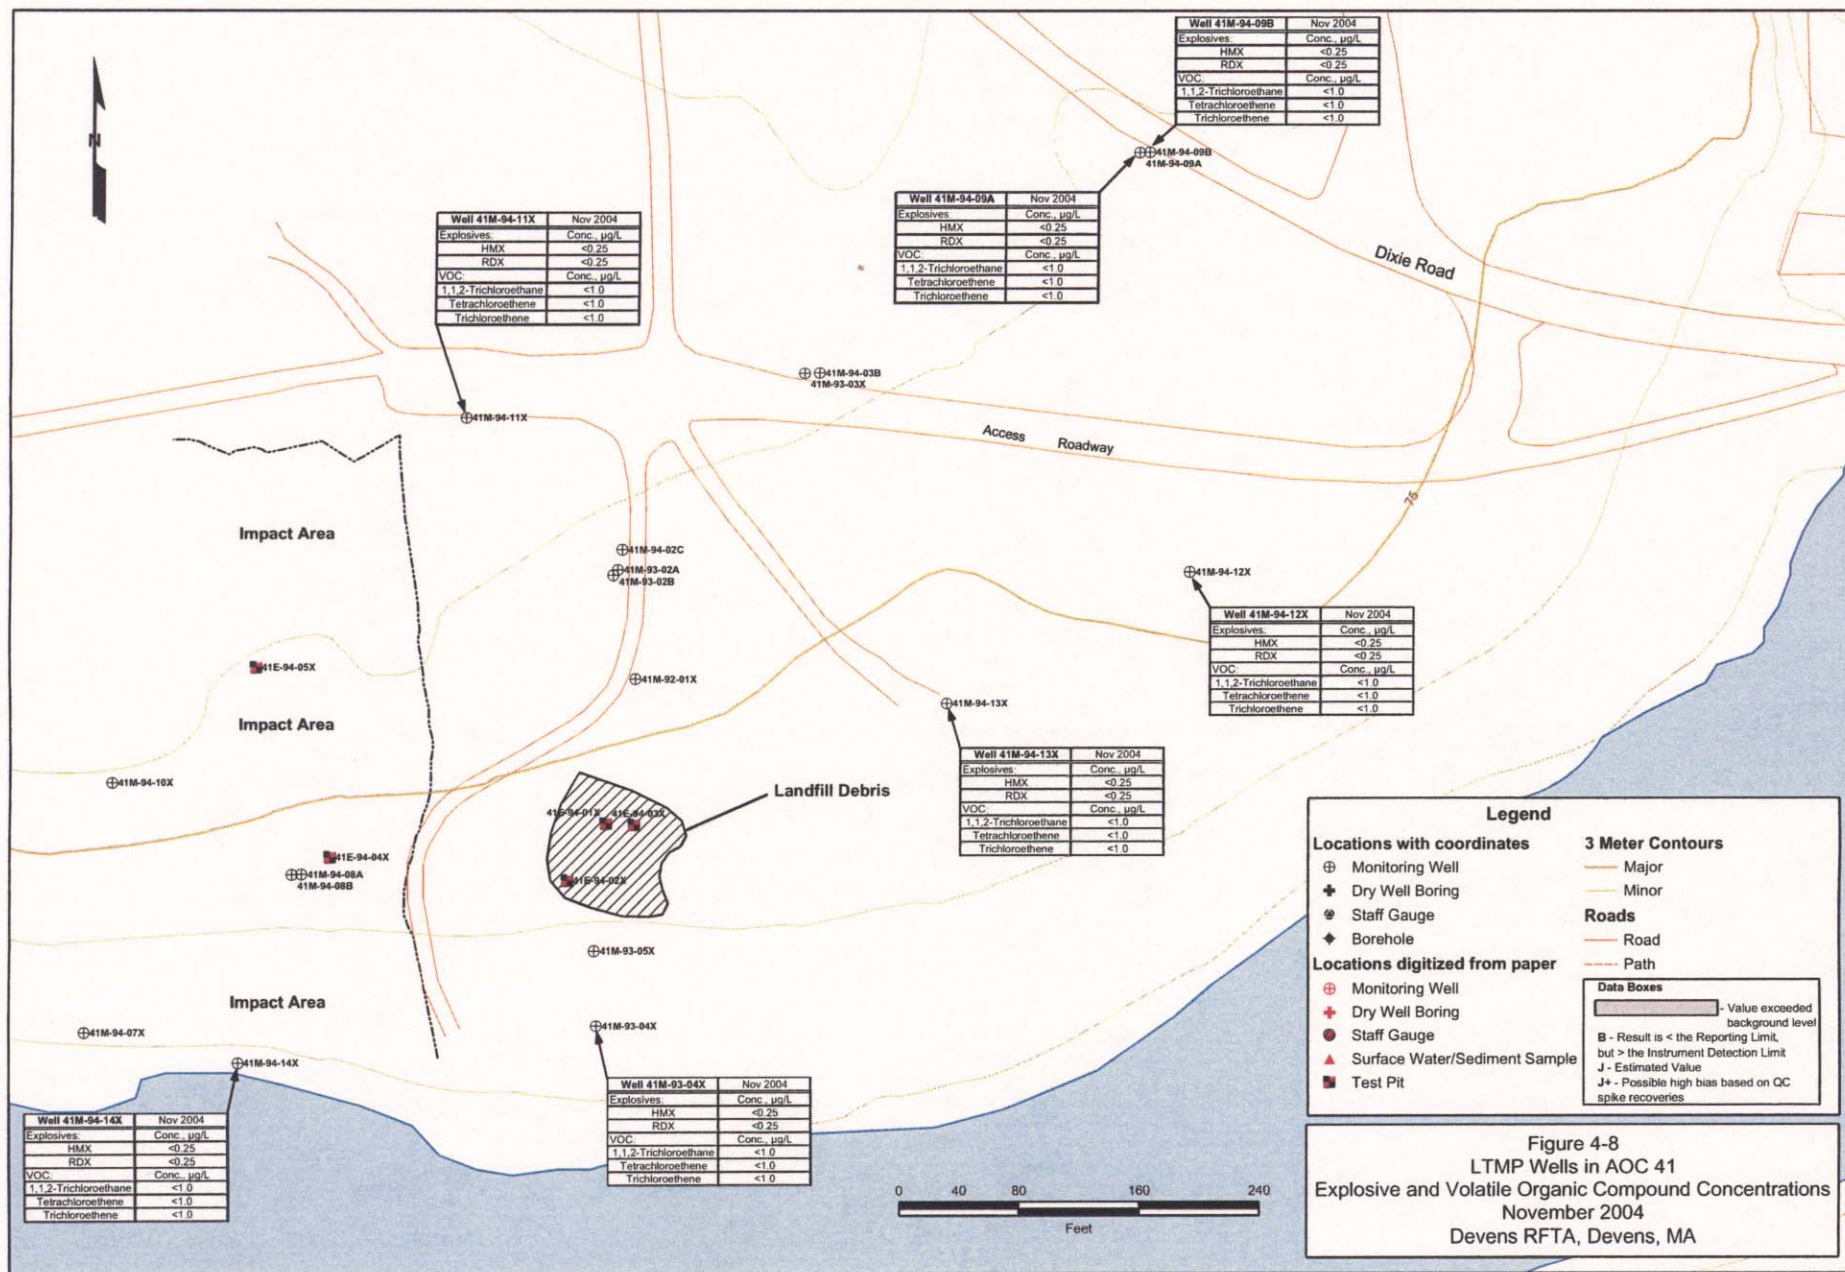 N
Well 41M-94-09B Nov 2004
Explosives: Conc., µg/L
HMX <0.25
RDX <0.25
VOC: Conc., µg/L
1,1,2-Trichloroethane <1.0
Tetrachloroethene <1.0
Trichloroethene <1.0
41M-94-09B
41M-94-09A
Well 41M-94-09A Nov 2004
Explosives: Conc., µg/L
HMX <0.25
RDX <0.25
VOC: Conc., µg/L
1,1,2-Trichloroethane <1.0
Tetrachloroethene <1.0
Trichloroethene <1.0
Well 41M-94-11X Nov 2004
Explosives: Conc., µg/L
HMX <0.25
RDX <0.25
VOC: Conc., µg/L
1,1,2-Trichloroethane <1.0
Tetrachloroethene <1.0
Trichloroethene <1.0
Dixie Road
41M-94-03B
41M-93-03X
41M-94-11X
Access Roadway
75
Impact Area
41M-94-02C
41M-93-02A
41M-93-02B
41M-94-12X
Well 41M-94-12X Nov 2004
Explosives: Conc., µg/L
HMX <0.25
RDX <0.25
VOC: Conc., µg/L
1,1,2-Trichloroethane <1.0
Tetrachloroethene <1.0
Trichloroethene <1.0
41E-94-05X
41M-92-01X
41M-94-13X
Impact Area
Well 41M-94-13X Nov 2004
Explosives: Conc., µg/L
HMX <0.25
RDX <0.25
VOC: Conc., µg/L
1,1,2-Trichloroethane <1.0
Tetrachloroethene <1.0
Trichloroethene <1.0
41M-94-10X
Landfill Debris
41E-94-01X 41E-94-03X
41E-94-04X
41M-94-08A
41M-94-08B
41E-94-02X
41M-93-05X
Impact Area
41M-94-07X
41M-93-04X
41M-94-14X
Well 41M-93-04X Nov 2004
Explosives: Conc., µg/L
HMX <0.25
RDX <0.25
VOC: Conc., µg/L
1,1,2-Trichloroethane <1.0
Tetrachloroethene <1.0
Trichloroethene <1.0
Well 41M-94-14X Nov 2004
Explosives: Conc., µg/L
HMX <0.25
RDX <0.25
VOC: Conc., µg/L
1,1,2-Trichloroethane <1.0
Tetrachloroethene <1.0
Trichloroethene <1.0
0 40 80 160 240
Feet
Legend
Locations with coordinates
Monitoring Well
Dry Well Boring
Staff Gauge
Borehole
Locations digitized from paper
Monitoring Well
Dry Well Boring
Staff Gauge
Surface Water/Sediment Sample
Test Pit
3 Meter Contours
Major
Minor
Roads
Road
Path
Data Boxes
- Value exceeded
background level
B - Result is < the Reporting Limit,
but > the Instrument Detection Limit
J - Estimated Value
J+ - Possible high bias based on QC
spike recoveries
Figure 4-8
LTMP Wells in AOC 41
Explosive and Volatile Organic Compound Concentrations
November 2004
Devens RFTA, Devens, MA